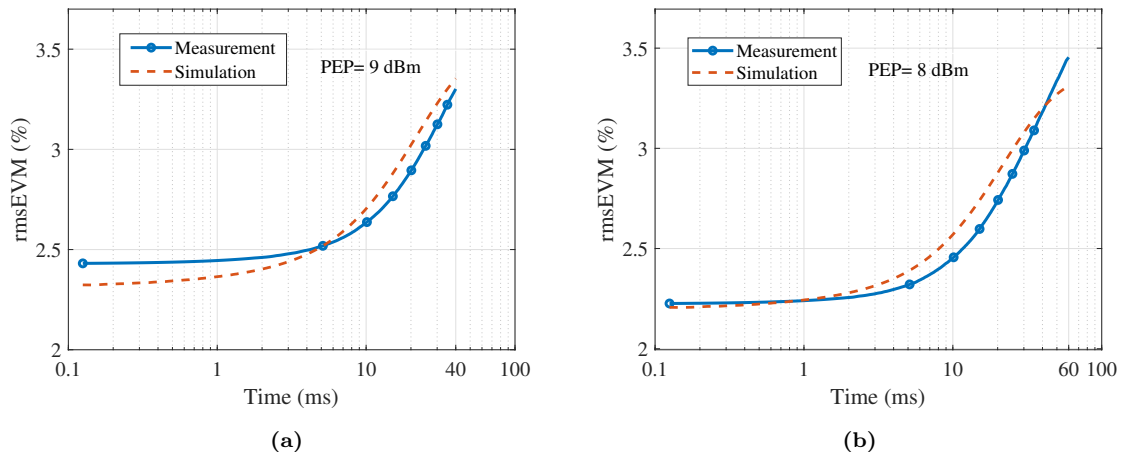 3.5
3
2.5
2
rmsEVM (%)
Measurement
Simulation
PEP= 9 dBm
0.1 1 10 40 100
Time (ms)
(a)
3.5
3
2.5
2
rmsEVM (%)
Measurement
Simulation
PEP= 8 dBm
0.1 1 10 60 100
Time (ms)
(b)